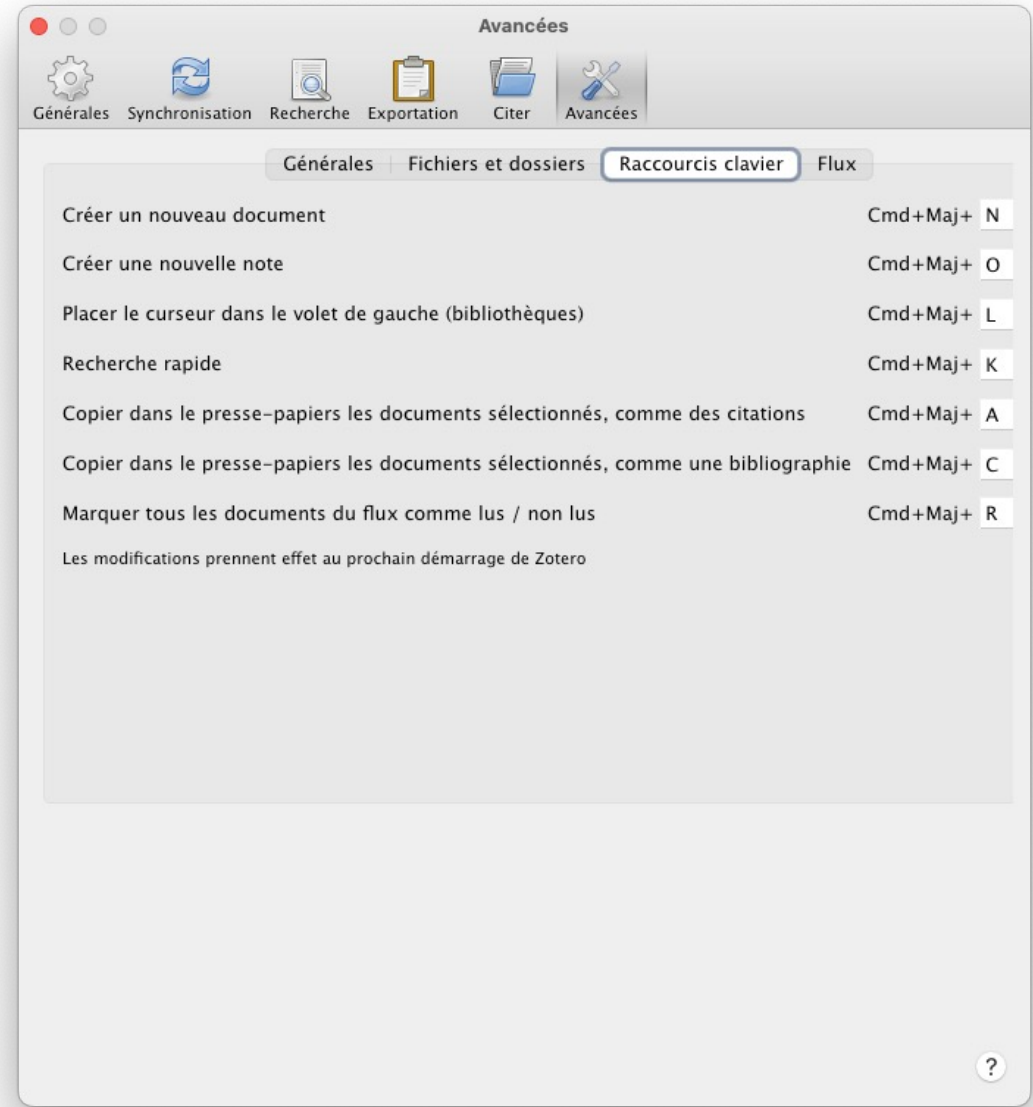 Avancées
Générales Synchronisation Recherche Exportation Citer Avancées
Générales Fichiers et dossiers Raccourcis clavier Flux
Créer un nouveau document Cmd+Maj+ N
Créer une nouvelle note Cmd+Maj+ O
Placer le curseur dans le volet de gauche (bibliothèques) Cmd+Maj+ L
Recherche rapide Cmd+Maj+ K
Copier dans le presse-papiers les documents sélectionnés, comme des citations Cmd+Maj+ A
Copier dans le presse-papiers les documents sélectionnés, comme une bibliographie Cmd+Maj+ C
Marquer tous les documents du flux comme lus / non lus Cmd+Maj+ R
Les modifications prennent effet au prochain démarrage de Zotero
?